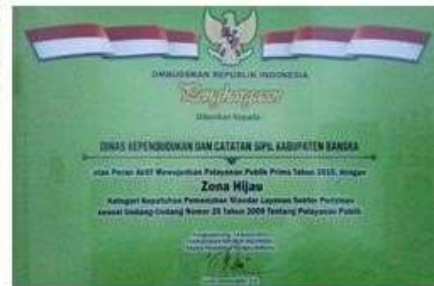 OMBUDSMAN REPUBLIK INDONESIA
Penghargaan
Diberikan Kepada
DINAS KEPENDUDUKAN DAN CATATAN SIPIL KABUPATEN BANGKA
atas Peran Aktif Mewujudkan Pelayanan Publik Prima Tahun 2015, dengan
Zona Hijau
Kategori Kepatuhan Pemenuhan Standar Layanan Sektor Perizinan
sesuai Undang-Undang Nomor 25 Tahun 2009 Tentang Pelayanan Publik